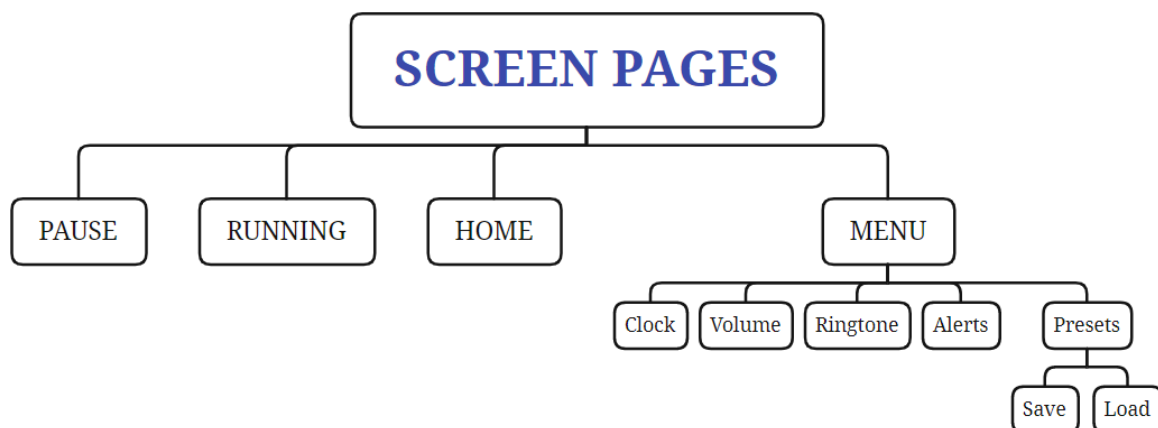 SCREEN PAGES
PAUSE
RUNNING
HOME
MENU
Clock
Volume
Ringtone
Alerts
Presets
Save
Load